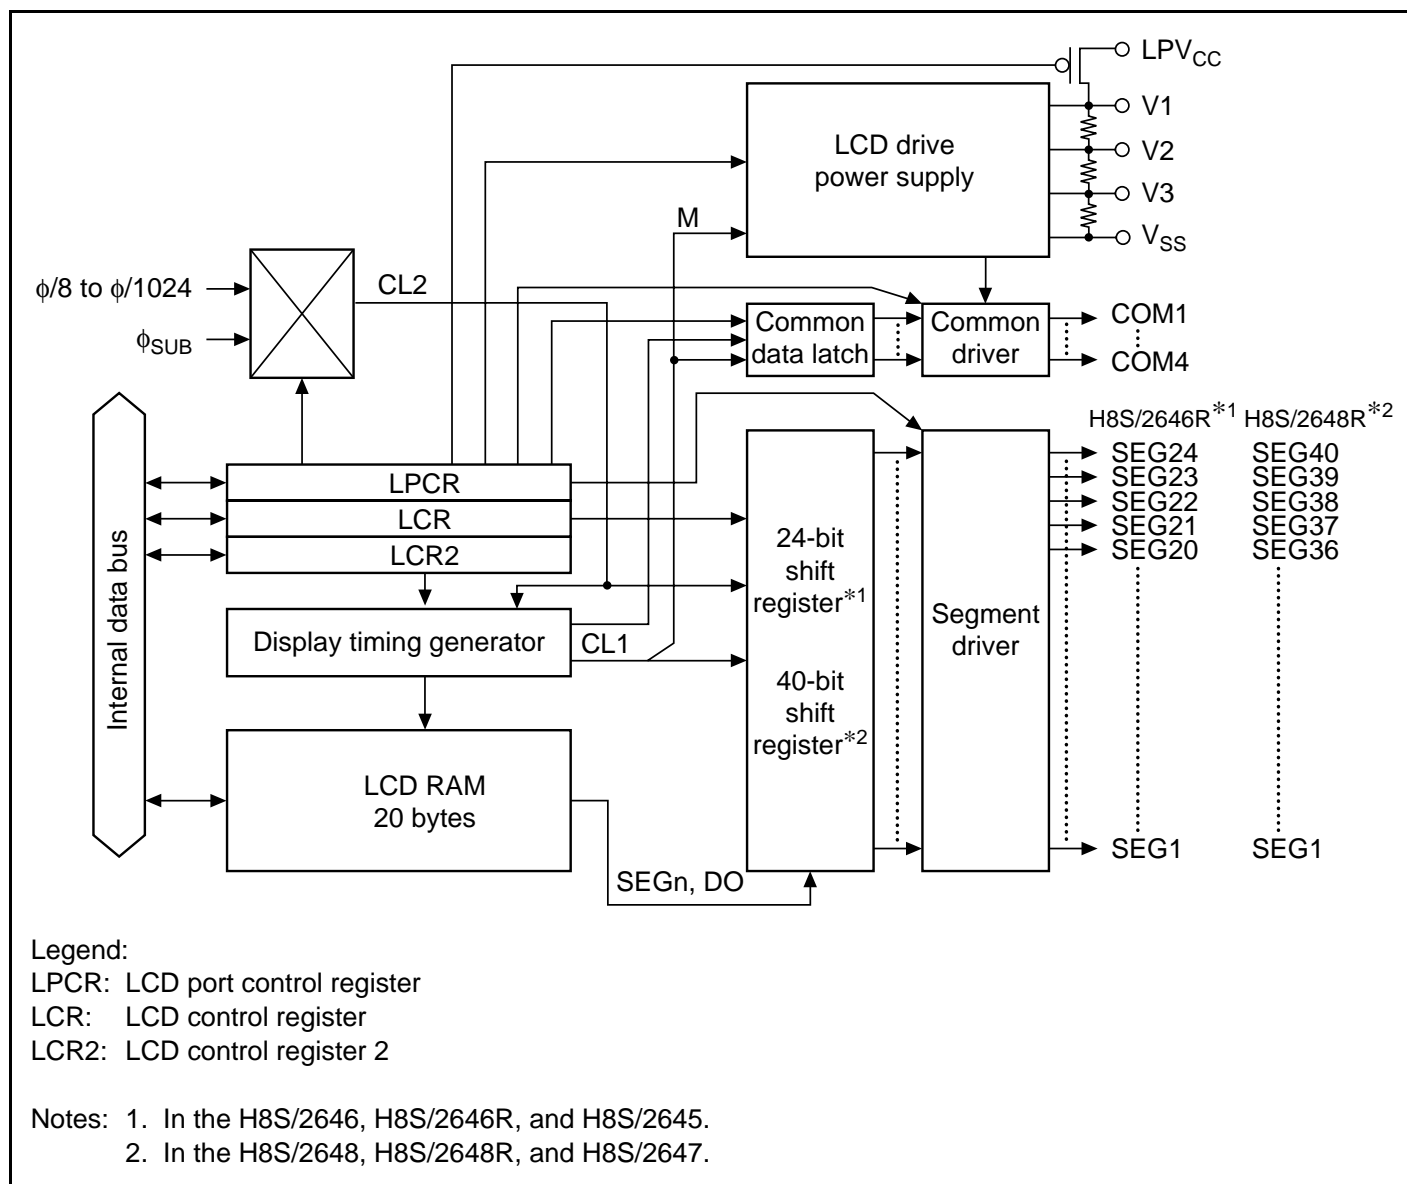 LPVCC
V1
LCD drive
power supply
V2
V3
M
VSS
φ/8 to φ/1024
CL2
φSUB
Common
data latch
Common
driver
COM1
COM4
H8S/2646R*1 H8S/2648R*2
SEG24 SEG40
SEG23 SEG39
SEG22 SEG38
SEG21 SEG37
SEG20 SEG36
LPCR
LCR
LCR2
Internal data bus
24-bit
shift
register*1
Display timing generator
CL1
Segment
driver
40-bit
shift
register*2
LCD RAM
20 bytes
SEG1 SEG1
SEGn, DO
Legend:
LPCR: LCD port control register
LCR: LCD control register
LCR2: LCD control register 2
Notes: 1. In the H8S/2646, H8S/2646R, and H8S/2645.
2. In the H8S/2648, H8S/2648R, and H8S/2647.